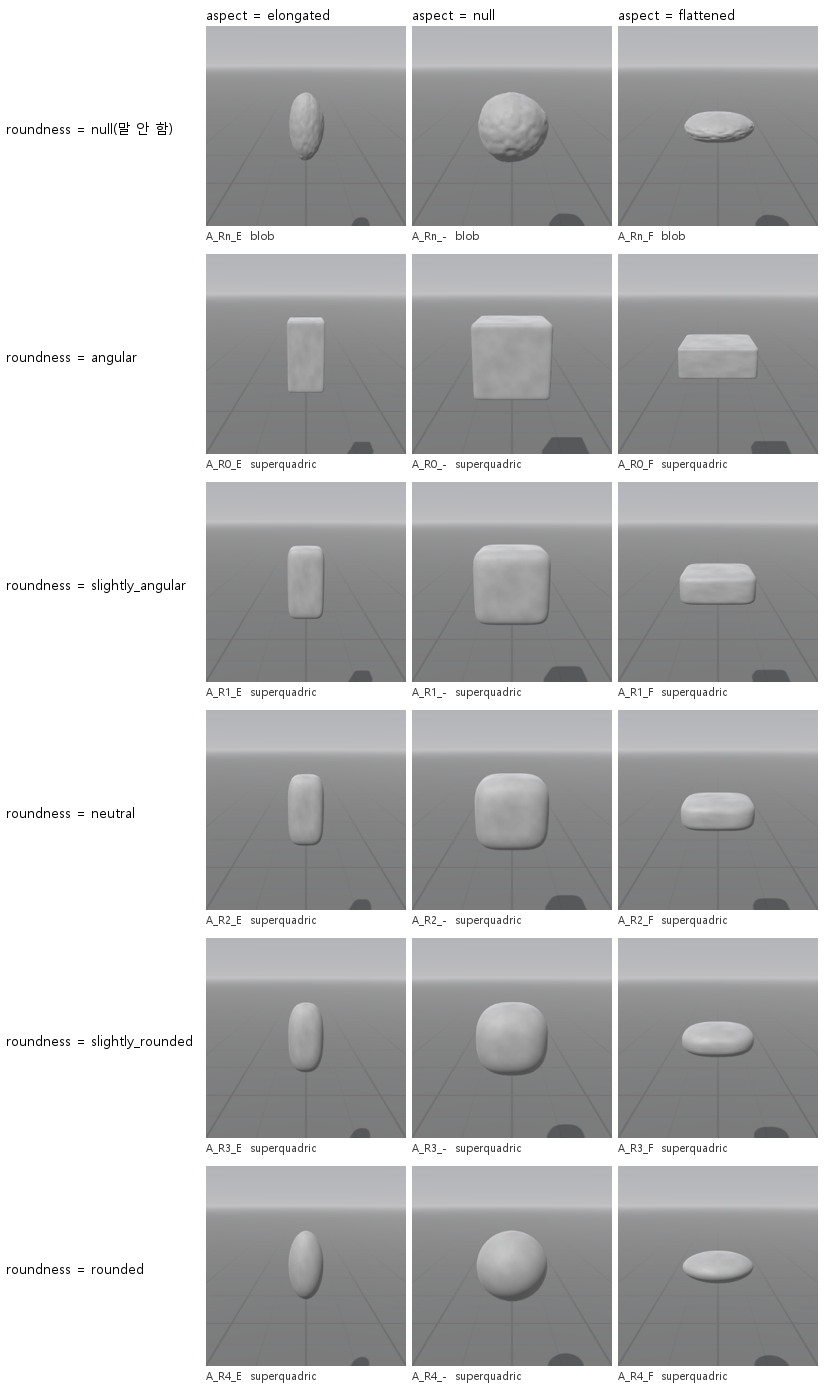 aspect = elongated
aspect = null
aspect = flattened
roundness = null(말 안 함)
A_Rn_E blob
A_Rn_- blob
A_Rn_F blob
roundness = angular
A_R0_E superquadric
A_R0_- superquadric
A_R0_F superquadric
roundness = slightly_angular
A_R1_E superquadric
A_R1_- superquadric
A_R1_F superquadric
roundness = neutral
A_R2_E superquadric
A_R2_- superquadric
A_R2_F superquadric
roundness = slightly_rounded
A_R3_E superquadric
A_R3_- superquadric
A_R3_F superquadric
roundness = rounded
A_R4_E superquadric
A_R4_- superquadric
A_R4_F superquadric